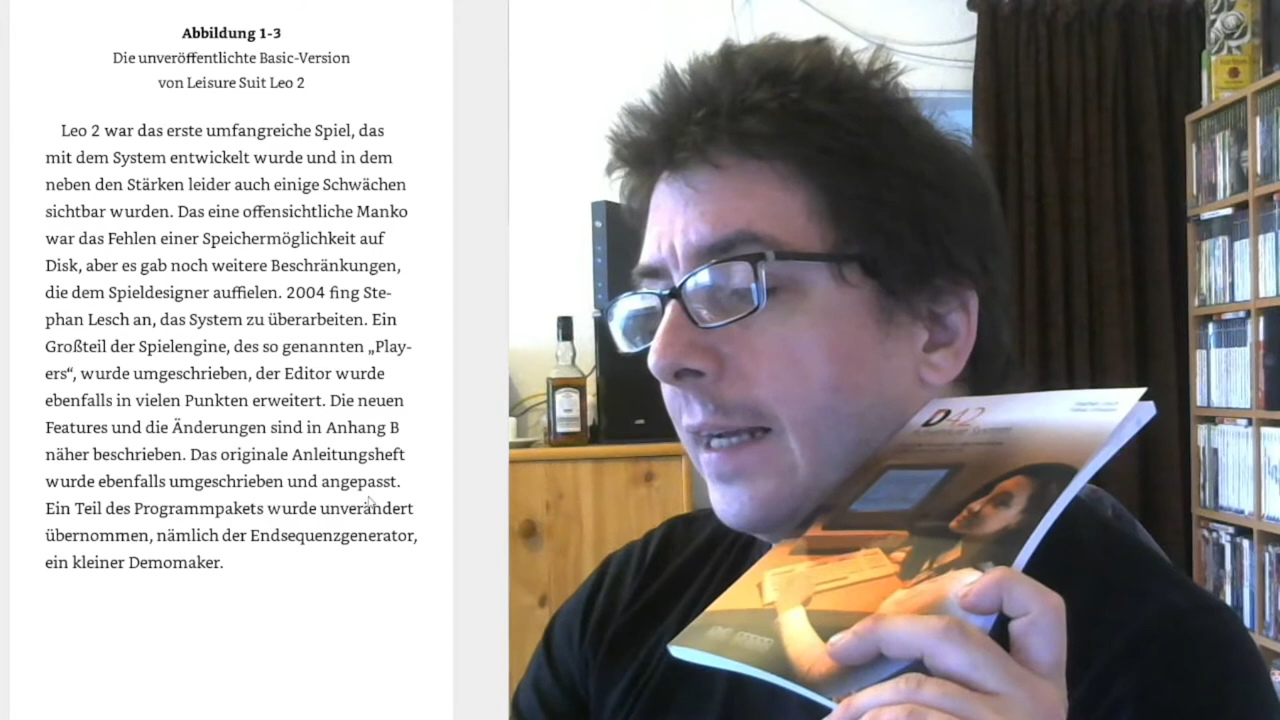 Abbildung 1-3
Die unveröffentlichte Basic-Version
von Leisure Suit Leo 2
Leo 2 war das erste umfangreiche Spiel, das
mit dem System entwickelt wurde und in dem
neben den Stärken leider auch einige Schwächen
sichtbar wurden. Das eine offensichtliche Manko
war das Fehlen einer Speichermöglichkeit auf
Disk, aber es gab noch weitere Beschränkungen,
die dem Spieldesigner auffielen. 2004 fing Ste-
phan Lesch an, das System zu überarbeiten. Ein
Großteil der Spielengine, des so genannten „Play-
ers“, wurde umgeschrieben, der Editor wurde
ebenfalls in vielen Punkten erweitert. Die neuen
Features und die Änderungen sind in Anhang B
näher beschrieben. Das originale Anleitungsheft
wurde ebenfalls umgeschrieben und angepasst.
Ein Teil des Programmpakets wurde unverändert
übernommen, nämlich der Endsequenzgenerator,
ein kleiner Demomaker.
D42